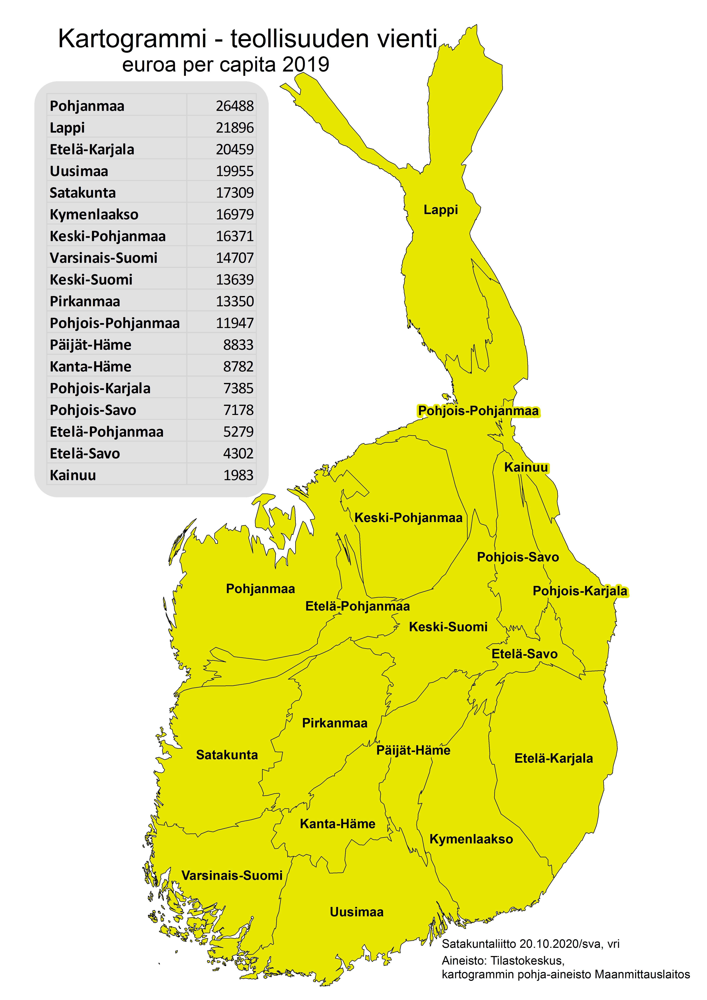 Kartogrammi - teollisuuden vienti
euroa per capita 2019
Pohjanmaa 26488
Lappi 21896
Etelä-Karjala 20459
Uusimaa 19955
Satakunta 17309
Kymenlaakso 16979
Keski-Pohjanmaa 16371
Varsinais-Suomi 14707
Keski-Suomi 13639
Pirkanmaa 13350
Pohjois-Pohjanmaa 11947
Päijät-Häme 8833
Kanta-Häme 8782
Pohjois-Karjala 7385
Pohjois-Savo 7178
Etelä-Pohjanmaa 5279
Etelä-Savo 4302
Kainuu 1983
Lappi
Pohjois-Pohjanmaa
Kainuu
Keski-Pohjanmaa
Pohjois-Savo
Pohjanmaa
Pohjois-Karjala
Etelä-Pohjanmaa
Keski-Suomi
Etelä-Savo
Pirkanmaa
Päijät-Häme
Satakunta
Etelä-Karjala
Kanta-Häme
Kymenlaakso
Varsinais-Suomi
Uusimaa
Satakuntaliitto 20.10.2020/sva, vri
Aineisto: Tilastokeskus,
kartogrammin pohja-aineisto Maanmittauslaitos